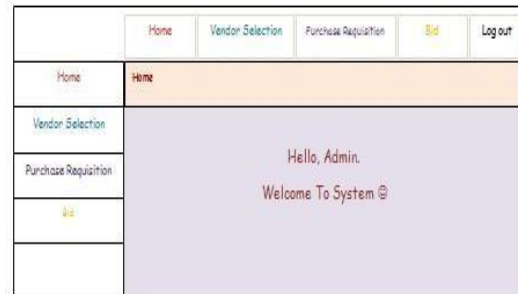 Home Vendor Selection Purchase Requisition Bid Log out
Home
Home
Vendor Selection
Purchase Requisition
Bid
Hello, Admin.
Welcome To System ☺